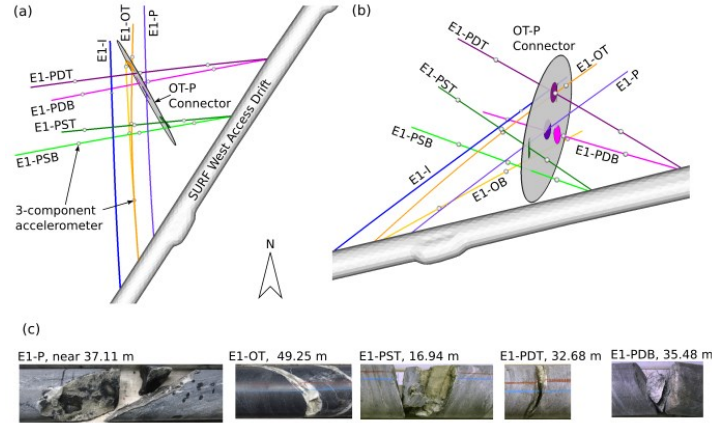 (a)
E1-OT
E1-P
E1-I
E1-PDT
E1-PDB
OT-P
Connector
E1-PST
E1-PSB
3-component
accelerometer
SURF West Access Drift
N
(b)
OT-P
Connector
E1-PDT
E1-OT
E1-PST
E1-P
E1-PSB
E1-PDB
E1-I
E1-OB
(c)
E1-P, near 37.11 m
E1-OT, 49.25 m
E1-PST, 16.94 m
E1-PDT, 32.68 m
E1-PDB, 35.48 m